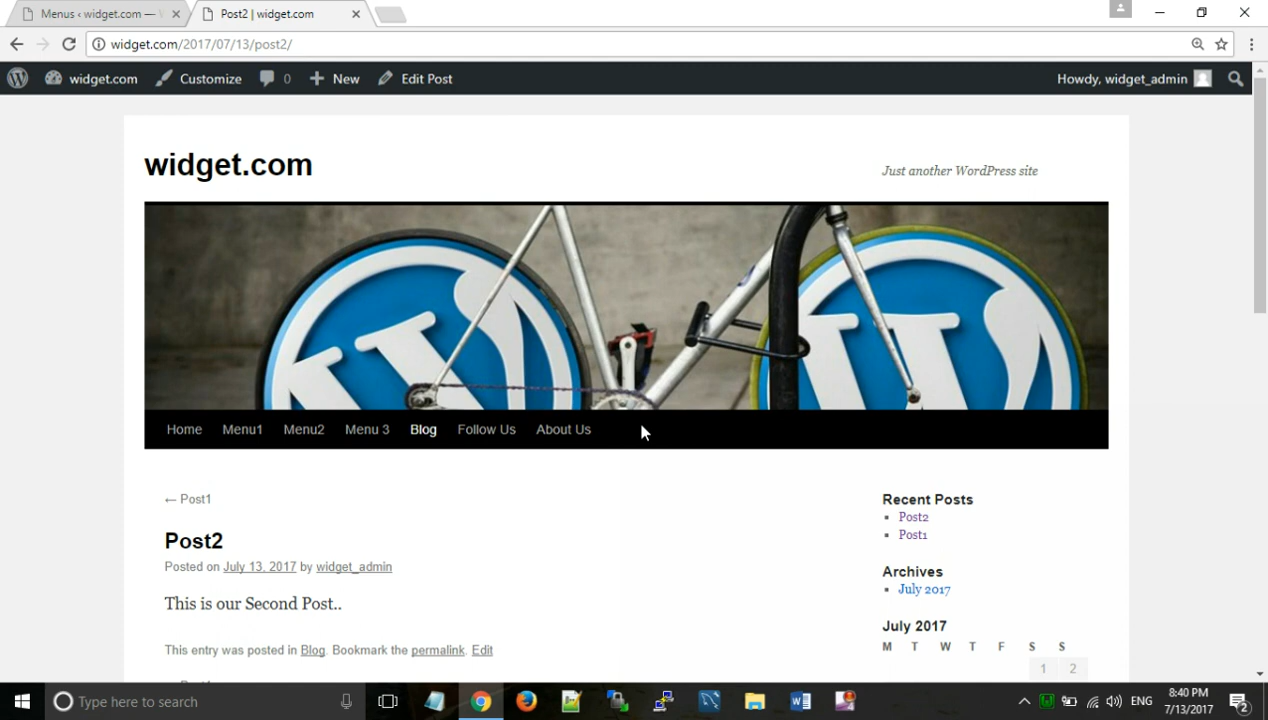 Menus ‹ widget.com —
Post2 | widget.com
widget.com/2017/07/13/post2/
widget.com
Customize
0
New
Edit Post
Howdy, widget_admin
widget.com
Just another WordPress site
Home
Menu1
Menu2
Menu 3
Blog
Follow Us
About Us
← Post1
Post2
Posted on July 13, 2017 by widget_admin
This is our Second Post..
This entry was posted in Blog. Bookmark the permalink. Edit
Recent Posts
Post2
Post1
Archives
July 2017
July 2017
M T W T F S S
1 2
Type here to search
ENG
8:40 PM
7/13/2017
2